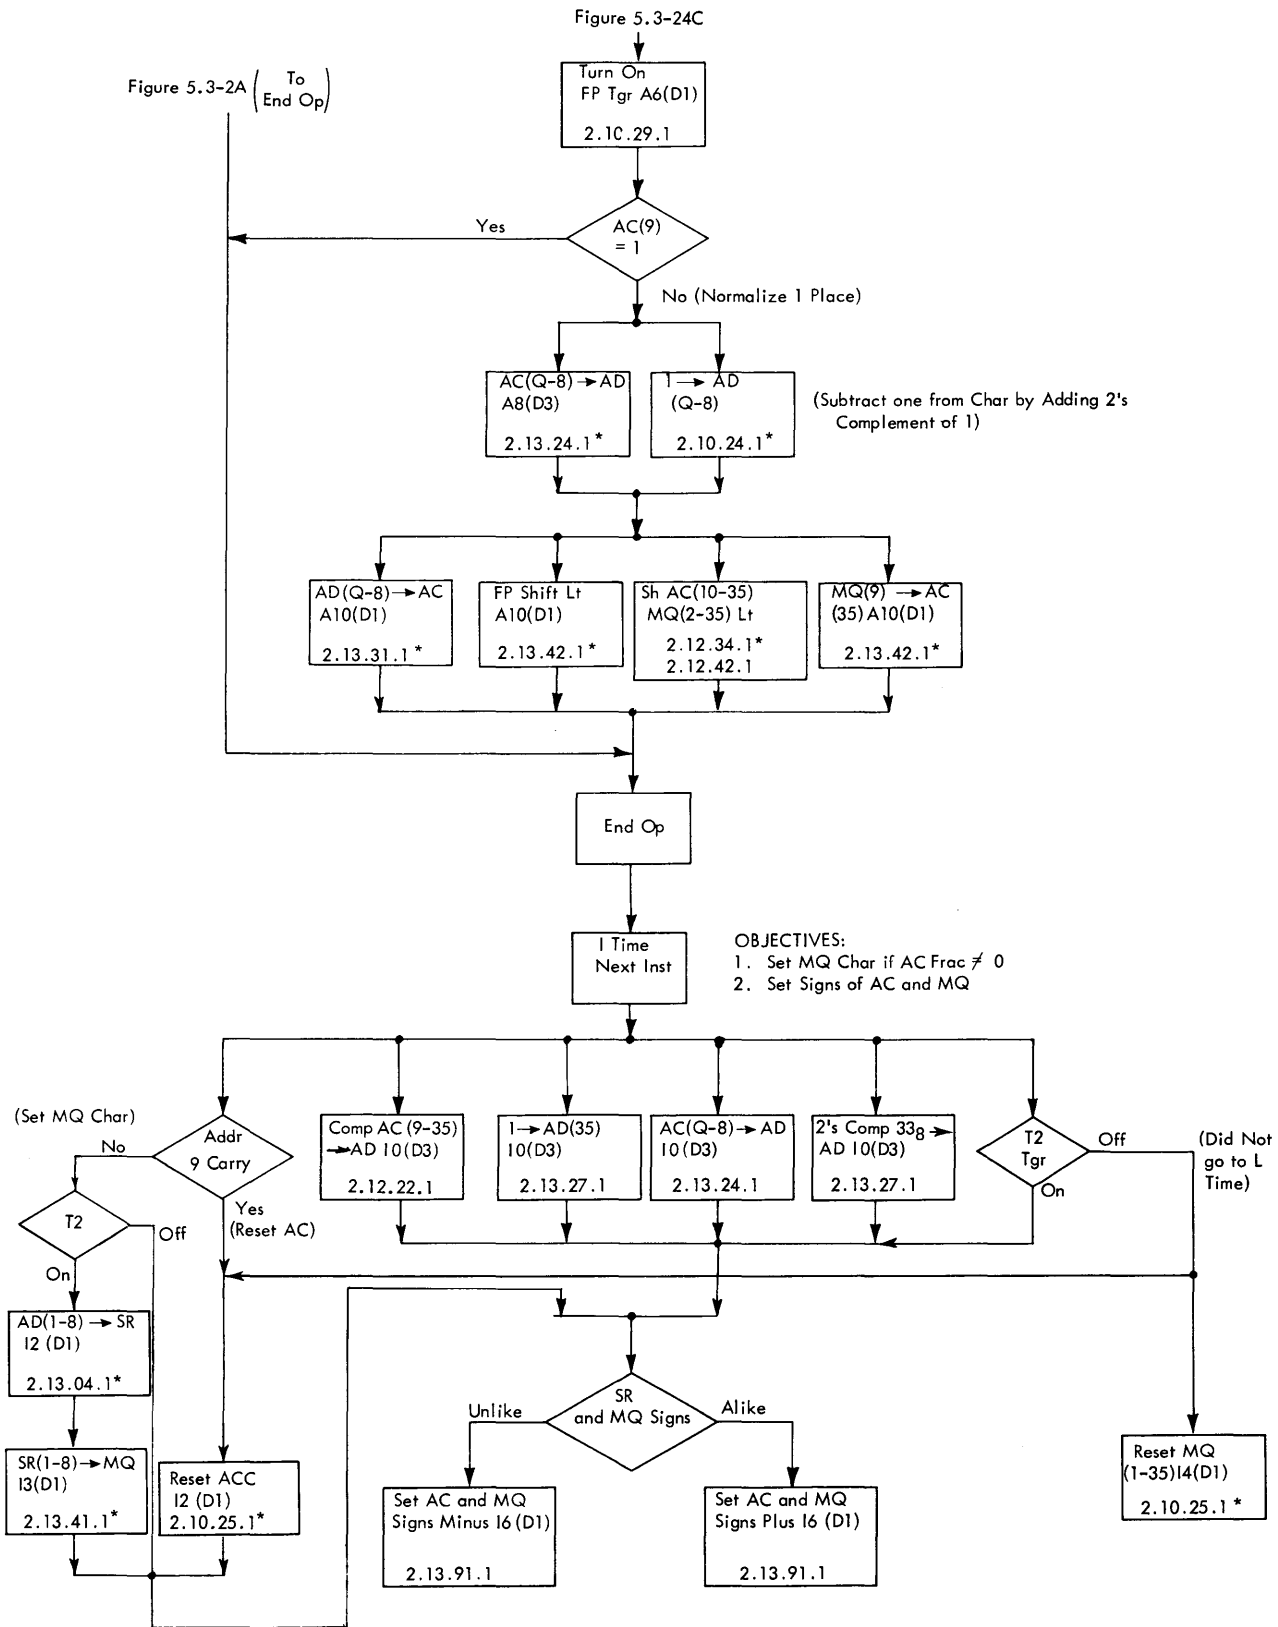 Figure 5.3-24C
Figure 5.3-2A ( To
End Op )
Turn On
FP Tgr A6(D1)
2.10.29.1
AC(9)
= 1
Yes
No (Normalize 1 Place)
AC(Q-8) → AD
A8(D3)
2.13.24.1*
1 → AD
(Q-8)
2.10.24.1*
(Subtract one from Char by Adding 2's
Complement of 1)
AD(Q-8) → AC
A10(D1)
2.13.31.1*
FP Shift Lt
A10(D1)
2.13.42.1*
Sh AC(10-35)
MQ(2-35) Lt
2.12.34.1*
2.12.42.1
MQ(9) → AC
(35) A10(D1)
2.13.42.1*
End Op
I Time
Next Inst
OBJECTIVES:
1. Set MQ Char if AC Frac ≠ 0
2. Set Signs of AC and MQ
(Set MQ Char)
No
Addr
9 Carry
Yes
(Reset AC)
Comp AC (9-35)
→ AD 10(D3)
2.12.22.1
1 → AD(35)
10(D3)
2.13.27.1
AC(Q-8) → AD
10(D3)
2.13.24.1
2's Comp 33₈ →
AD 10(D3)
2.13.27.1
T2
Tgr
Off
On
(Did Not
go to L
Time)
T2
Off
On
AD(1-8) → SR
I2 (D1)
2.13.04.1*
SR(1-8) → MQ
I3(D1)
2.13.41.1*
Reset ACC
I2 (D1)
2.10.25.1*
SR
and MQ Signs
Unlike
Alike
Set AC and MQ
Signs Minus I6 (D1)
2.13.91.1
Set AC and MQ
Signs Plus I6 (D1)
2.13.91.1
Reset MQ
(1-35)I4(D1)
2.10.25.1*